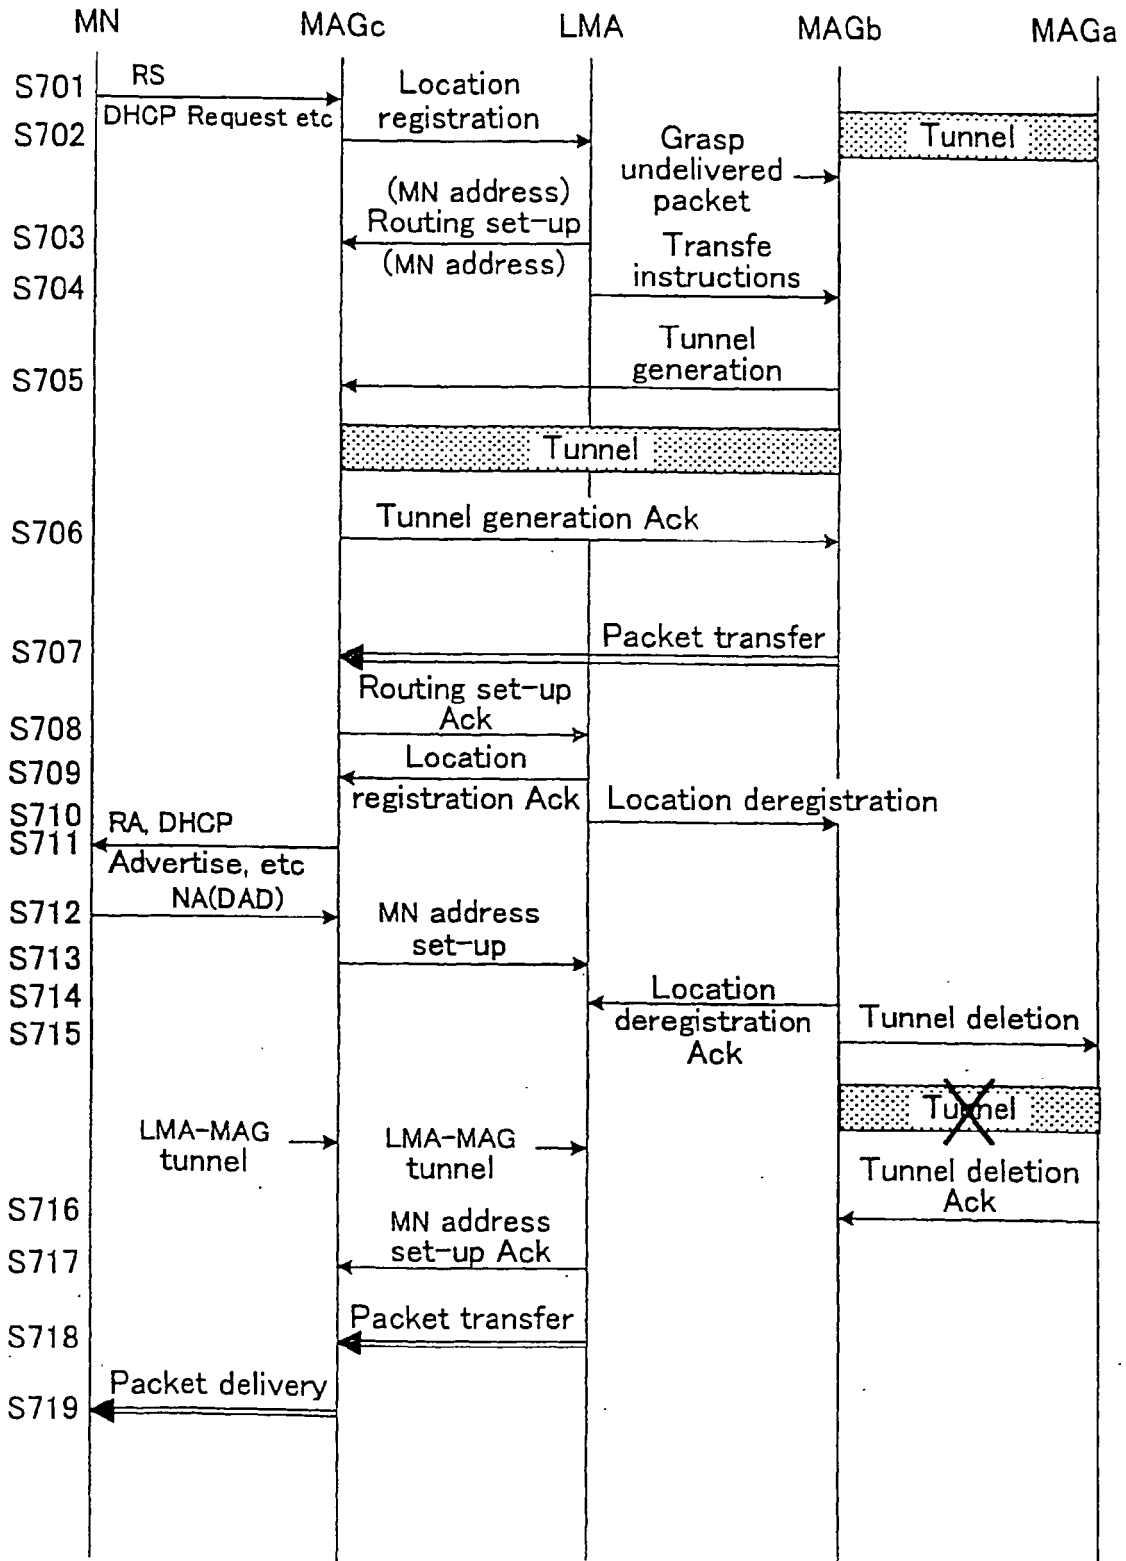 MN MAGc LMA MAGb MAGa
S701 RS
DHCP Request etc
Location
registration
S702
Tunnel
Grasp
undelivered
packet
(MN address)
S703 Routing set-up
(MN address)
Transfe
instructions
S704
Tunnel
generation
S705
Tunnel
S706 Tunnel generation Ack
S707 Packet transfer
Routing set-up
Ack
S708
S709 Location
registration Ack
S710 Location deregistration
S711 RA, DHCP
Advertise, etc
S712 NA(DAD)
MN address
set-up
S713
S714 Location
deregistration
Ack
S715 Tunnel deletion
Tunnel
LMA-MAG
tunnel
LMA-MAG
tunnel
Tunnel deletion
Ack
S716
MN address
set-up Ack
S717
S718 Packet transfer
S719 Packet delivery